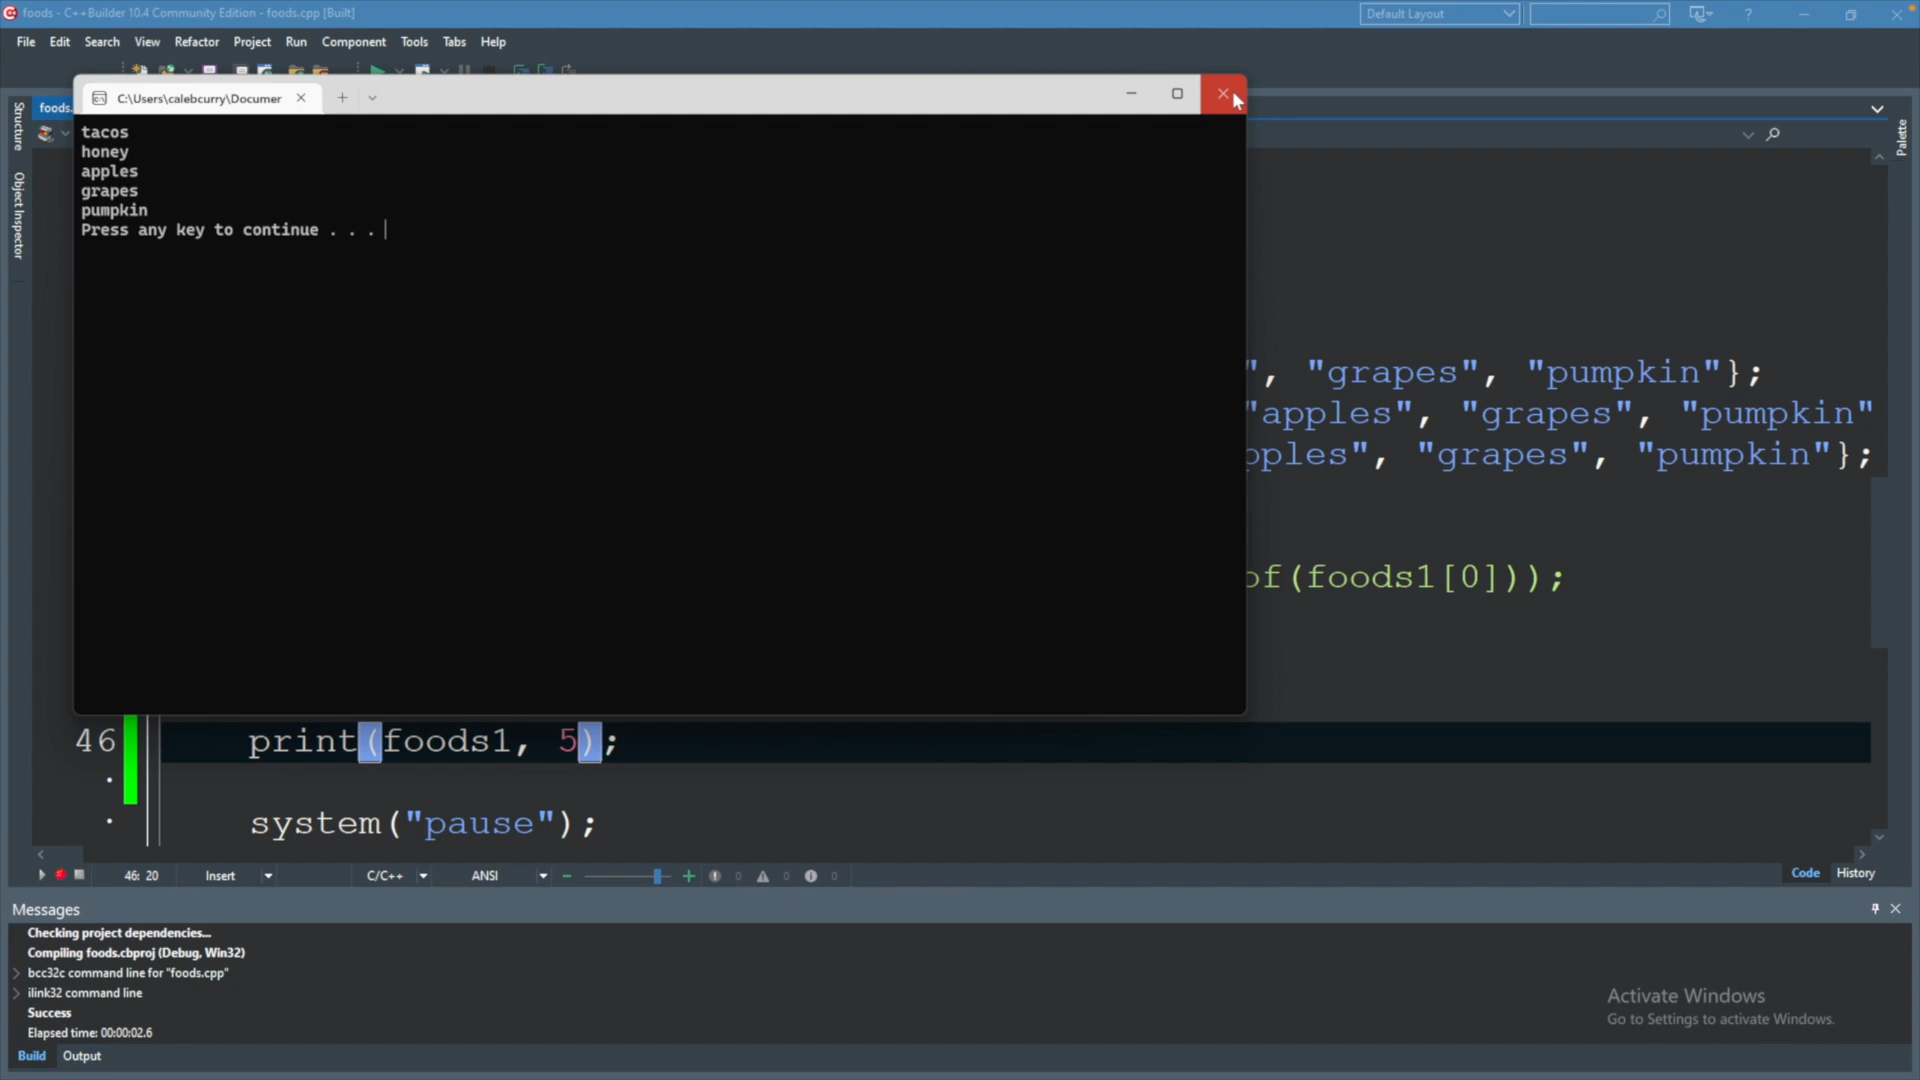 foods - C++Builder 10.4 Community Edition - foods.cpp [Built]
Default Layout
?
File Edit Search View Refactor Project Run Component Tools Tabs Help
foods.
C:\Users\calebcurry\Documer
Structure
Object Inspector
Palette
tacos
honey
apples
grapes
pumpkin
Press any key to continue . . .
", "grapes", "pumpkin"};
"apples", "grapes", "pumpkin"
pples", "grapes", "pumpkin"};
of(foods1[0]));
46 print(foods1, 5);
system("pause");
46: 20 Insert C/C++ ANSI 0 0 0
Code History
Messages
Checking project dependencies...
Compiling foods.cbproj (Debug, Win32)
bcc32c command line for "foods.cpp"
ilink32 command line
Success
Elapsed time: 00:00:02.6
Activate Windows
Go to Settings to activate Windows.
Build Output